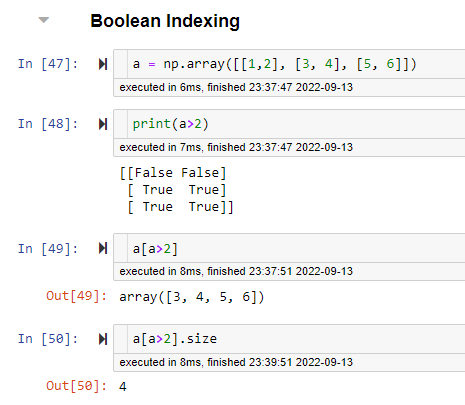 Boolean Indexing
In [47]: a = np.array([[1,2], [3, 4], [5, 6]])
executed in 6ms, finished 23:37:47 2022-09-13
In [48]: print(a>2)
executed in 7ms, finished 23:37:47 2022-09-13
[[False False]
[ True  True]
[ True  True]]
In [49]: a[a>2]
executed in 8ms, finished 23:37:51 2022-09-13
Out[49]: array([3, 4, 5, 6])
In [50]: a[a>2].size
executed in 8ms, finished 23:39:51 2022-09-13
Out[50]: 4